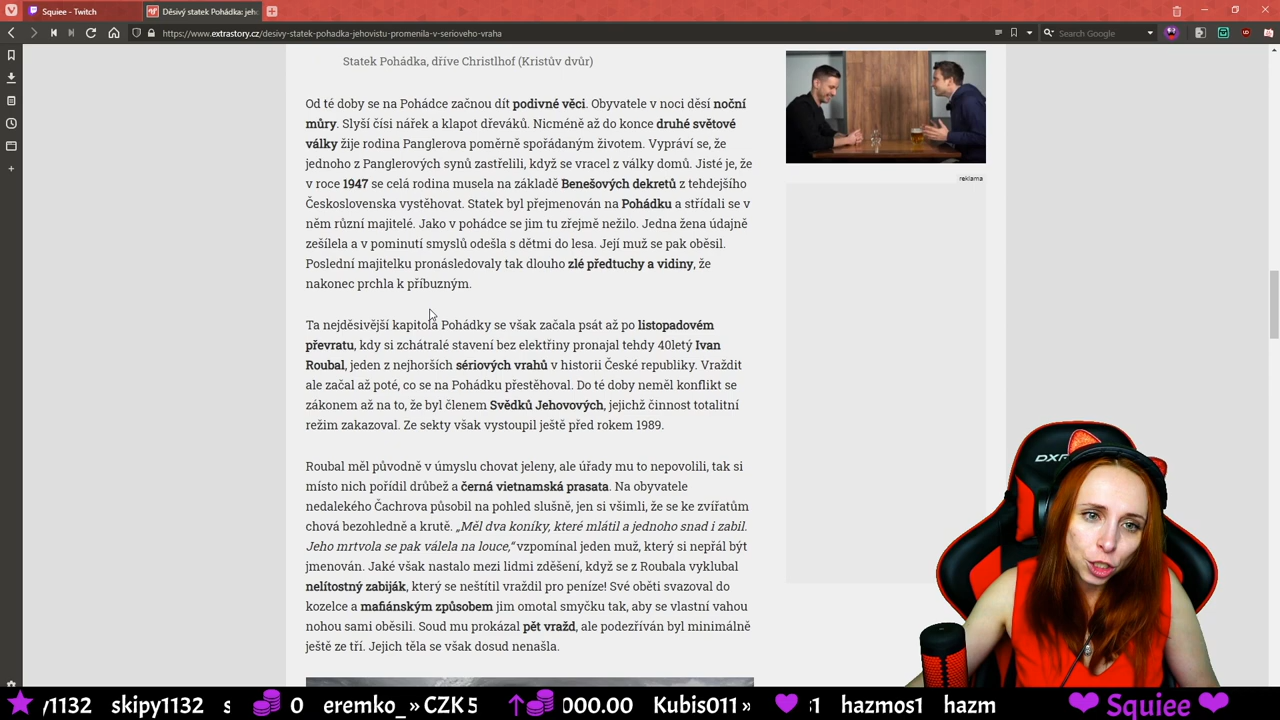 Squiee - Twitch
Děsivý statek Pohádka: jeh
https://www.extrastory.cz/desivy-statek-pohadka-jehovistu-promenila-v-serioveho-vraha
Search Google
Statek Pohádka, dříve Christlhof (Kristův dvůr)
Od té doby se na Pohádce začnou dít podivné věci. Obyvatele v noci děsí noční
můry. Slyší čísi nářek a klapot dřeváků. Nicméně až do konce druhé světové
války žije rodina Panglerova poměrně spořádaným životem. Vypráví se, že
jednoho z Panglerových synů zastřelili, když se vracel z války domů. Jisté je, že
v roce 1947 se celá rodina musela na základě Benešových dekretů z tehdejšího
Československa vystěhovat. Statek byl přejmenován na Pohádku a střídali se v
něm různí majitelé. Jako v pohádce se jim tu zřejmě nežilo. Jedna žena údajně
zešílela a v pominutí smyslů odešla s dětmi do lesa. Její muž se pak oběsil.
Poslední majitelku pronásledovaly tak dlouho zlé předtuchy a vidiny, že
nakonec prchla k příbuzným.
Ta nejděsivější kapitola Pohádky se však začala psát až po listopadovém
převratu, kdy si zchátralé stavení bez elektřiny pronajal tehdy 40letý Ivan
Roubal, jeden z nejhorších sériových vrahů v historii České republiky. Vraždit
ale začal až poté, co se na Pohádku přestěhoval. Do té doby neměl konflikt se
zákonem až na to, že byl členem Svědků Jehovových, jejichž činnost totalitní
režim zakazoval. Ze sekty však vystoupil ještě před rokem 1989.
Roubal měl původně v úmyslu chovat jeleny, ale úřady mu to nepovolili, tak si
místo nich pořídil drůbež a černá vietnamská prasata. Na obyvatele
nedalekého Čachrova působil na pohled slušně, jen si všimli, že se ke zvířatům
chová bezohledně a krutě. „Měl dva koníky, které mlátil a jednoho snad i zabil.
Jeho mrtvola se pak válela na louce,“ vzpomínal jeden muž, který si nepřál být
jmenován. Jaké však nastalo mezi lidmi zděšení, když se z Roubala vyklubal
nelítostný zabiják, který se neštítil vraždil pro peníze! Své oběti svazoval do
kozelce a mafiánským způsobem jim omotal smyčku tak, aby se vlastní vahou
nohou sami oběsili. Soud mu prokázal pět vražd, ale podezříván byl minimálně
ještě ze tří. Jejich těla se však dosud nenašla.
reklama
y1132 skipy1132 s 0 eremko_ » CZK 5 000.00 Kubis011 » 1 hazmos1 hazm Squiee